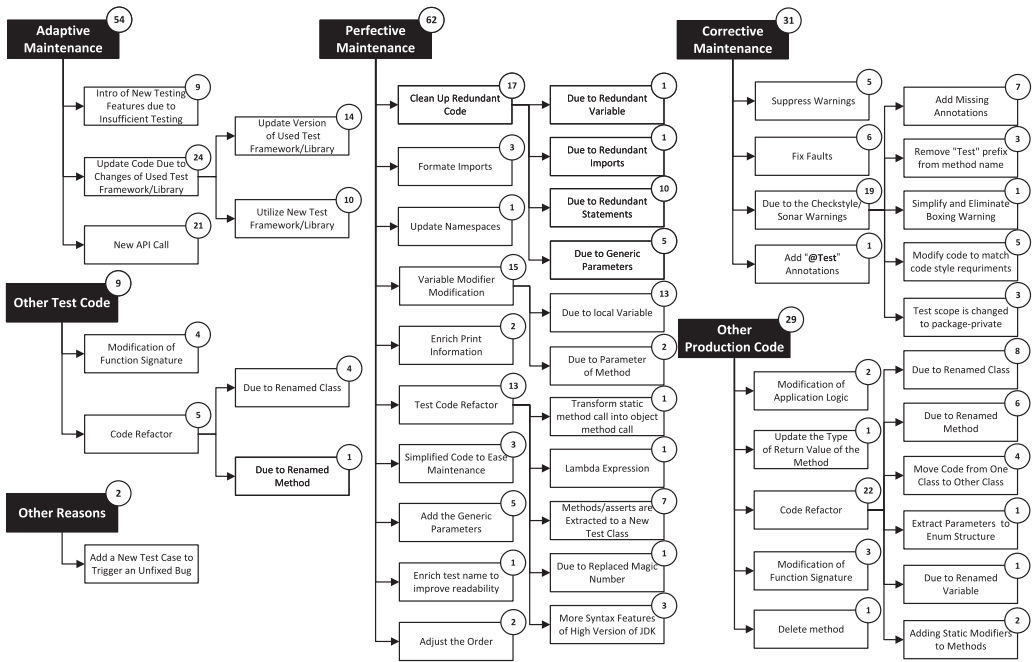 Adaptive
Maintenance
54
Intro of New Testing
Features due to
Insufficient Testing
9
Update Code Due to
Changes of Used Test
Framework/Library
24
Update Version
of Used Test
Framework/Library
14
Utilize New Test
Framework/Library
10
New API Call
21
Other Test Code
9
Modification of
Function Signature
4
Code Refactor
5
Due to Renamed Class
4
Due to Renamed
Method
1
Other Reasons
2
Add a New Test Case to
Trigger an Unfixed Bug
Perfective
Maintenance
62
Clean Up Redundant
Code
17
Due to Redundant
Variable
1
Due to Redundant
Imports
1
Due to Redundant
Statements
10
Due to Generic
Parameters
5
Formate Imports
3
Update Namespaces
1
Variable Modifier
Modification
15
Due to local Variable
13
Due to Parameter
of Method
2
Enrich Print
Information
2
Test Code Refactor
13
Transform static
method call into object
method call
1
Lambda Expression
1
Methods/asserts are
Extracted to a New
Test Class
7
Due to Replaced Magic
Number
1
More Syntax Features
of High Version of JDK
3
Simplified Code to Ease
Maintenance
3
Add the Generic
Parameters
5
Enrich test name to
improve readability
1
Adjust the Order
2
Corrective
Maintenance
31
Suppress Warnings
5
Fix Faults
6
Due to the Checkstyle/
Sonar Warnings
19
Add "@Test"
Annotations
1
Add Missing
Annotations
7
Remove "Test" prefix
from method name
3
Simplify and Eliminate
Boxing Warning
1
Modify code to match
code style requriments
5
Test scope is changed
to package-private
3
Other
Production Code
29
Modification of
Application Logic
2
Update the Type
of Return Value of the
Method
1
Code Refactor
22
Modification of
Function Signature
3
Delete method
1
Due to Renamed Class
8
Due to Renamed
Method
6
Move Code from One
Class to Other Class
4
Extract Parameters to
Enum Structure
1
Due to Renamed
Variable
1
Adding Static Modifiers
to Methods
2